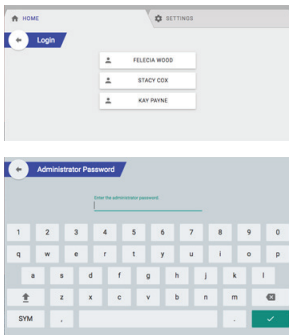 HOME
SETTINGS
Login
FELECIA WOOD
STACY COX
KAY PAYNE
Administrator Password
Enter the administrator password.
1 2 3 4 5 6 7 8 9 0
q w e r t y u i o p
a s d f g h j k l
z x c v b n m
SYM , .